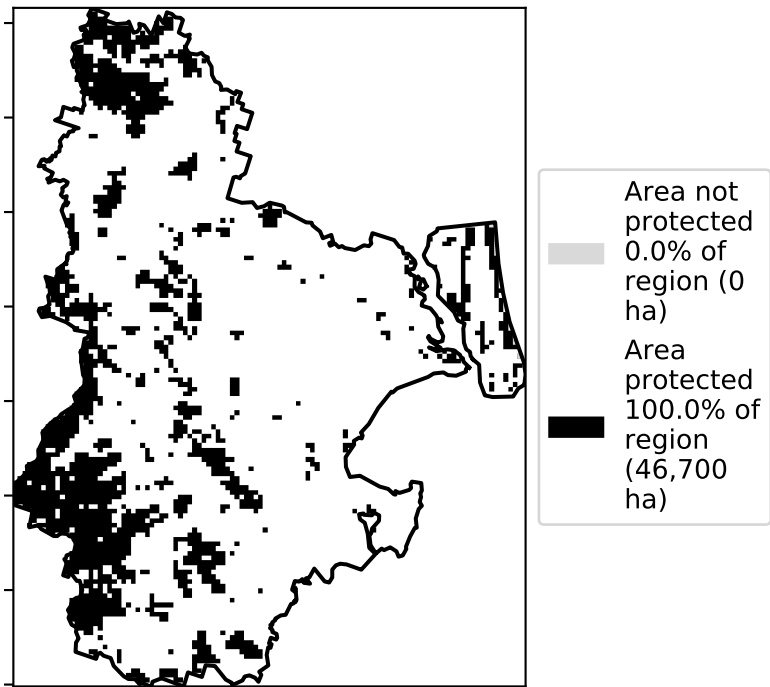 Area not
protected
0.0% of
region (0
ha)
Area
protected
100.0% of
region
(46,700
ha)